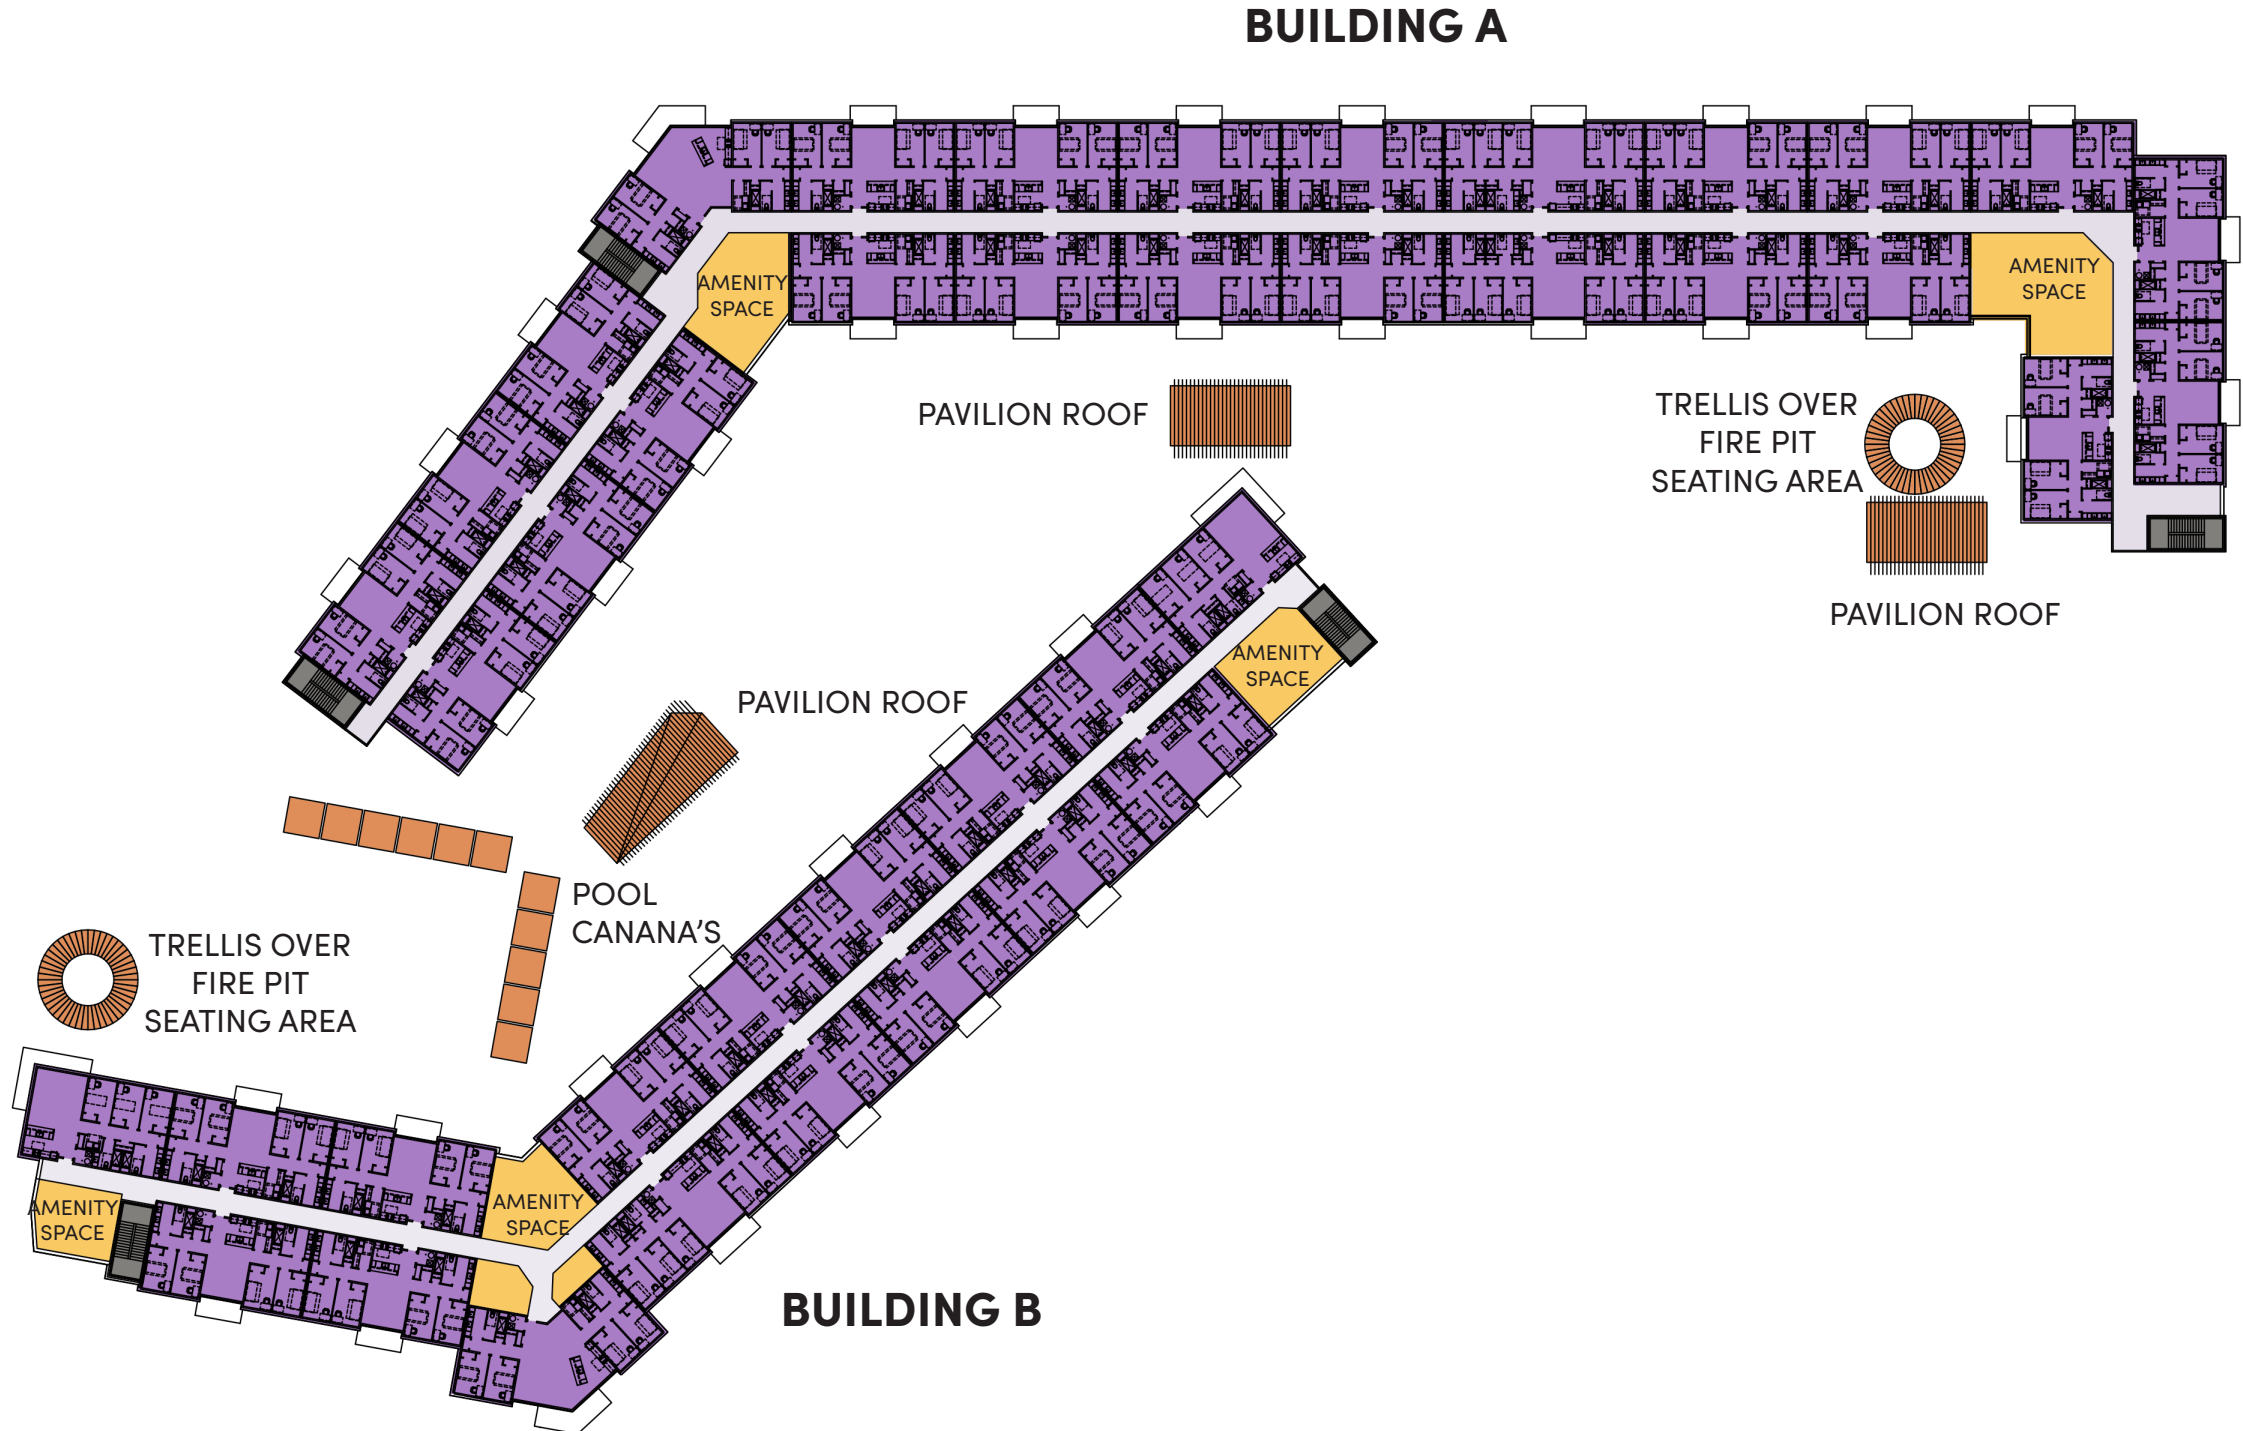 BUILDING A
AMENITY
SPACE
AMENITY
SPACE
PAVILION ROOF
TRELLIS OVER
FIRE PIT
SEATING AREA
PAVILION ROOF
AMENITY
SPACE
PAVILION ROOF
POOL
CANANA'S
TRELLIS OVER
FIRE PIT
SEATING AREA
AMENITY
SPACE
AMENITY
SPACE
BUILDING B